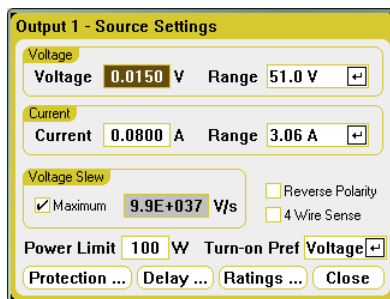 Output 1 - Source Settings
Voltage
Voltage 0.0150 V Range 51.0 V
Current
Current 0.0800 A Range 3.06 A
Voltage Slew
Maximum 9.9E+037 V/s
Reverse Polarity
4 Wire Sense
Power Limit 100 W Turn-on Pref Voltage
Protection ... Delay ... Ratings ... Close